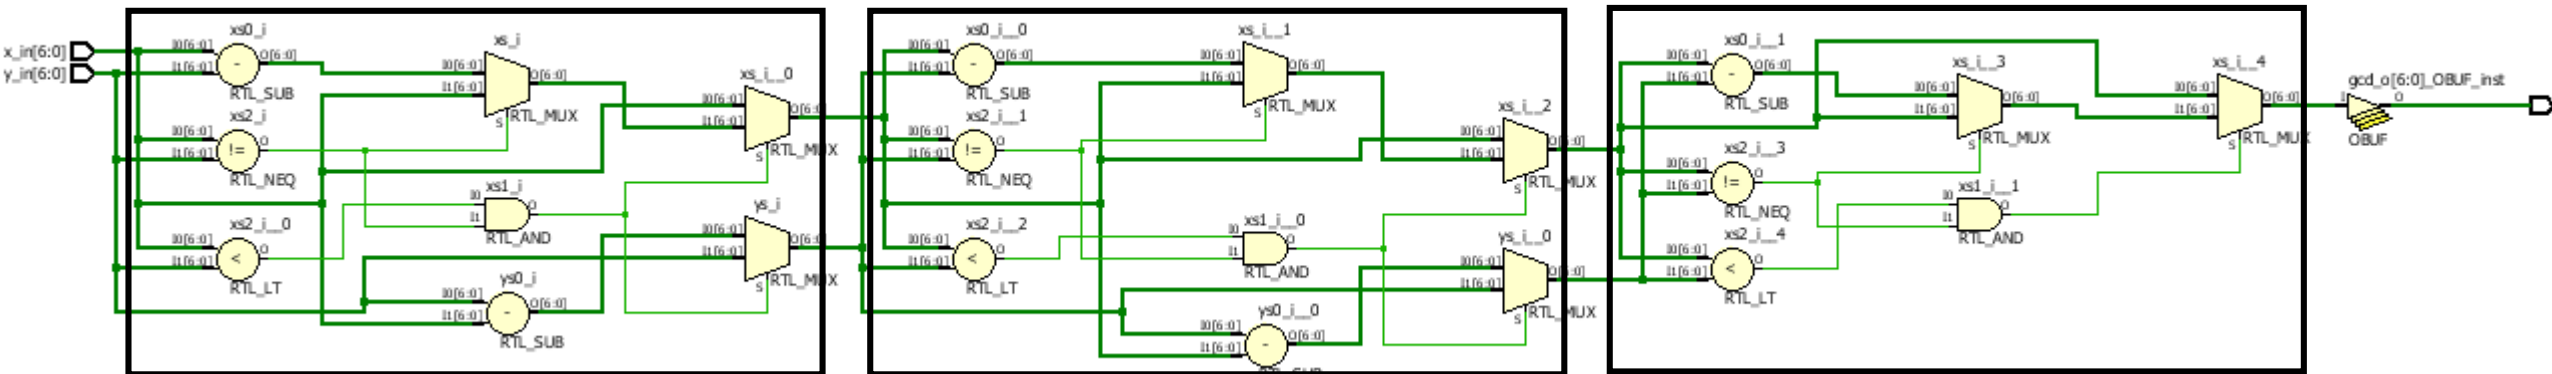 x_in[6:0]
y_in[6:0]
xs0_i
I0[6:0]
I1[6:0]
O[6:0]
-
RTL_SUB
xs2_i
I0[6:0]
I1[6:0]
O
!=
RTL_NEQ
xs2_i__0
I0[6:0]
I1[6:0]
O
<
RTL_LT
xs_i
I0[6:0]
I1[6:0]
O[6:0]
S
RTL_MUX
xs1_i
I0
I1
O
RTL_AND
ys0_i
I0[6:0]
I1[6:0]
O[6:0]
-
RTL_SUB
xs_i__0
I0[6:0]
I1[6:0]
O[6:0]
S
RTL_MUX
ys_i
I0[6:0]
I1[6:0]
O[6:0]
S
RTL_MUX
xs0_i__0
I0[6:0]
I1[6:0]
O[6:0]
-
RTL_SUB
xs2_i__1
I0[6:0]
I1[6:0]
O
!=
RTL_NEQ
xs2_i__2
I0[6:0]
I1[6:0]
O
<
RTL_LT
xs_i__1
I0[6:0]
I1[6:0]
O[6:0]
S
RTL_MUX
xs1_i__0
I0
I1
O
RTL_AND
ys0_i__0
I0[6:0]
I1[6:0]
O[6:0]
-
xs_i__2
I0[6:0]
I1[6:0]
O[6:0]
S
RTL_MUX
ys_i__0
I0[6:0]
I1[6:0]
O[6:0]
S
RTL_MUX
xs0_i__1
I0[6:0]
I1[6:0]
O[6:0]
-
RTL_SUB
xs2_i__3
I0[6:0]
I1[6:0]
O
!=
RTL_NEQ
xs2_i__4
I0[6:0]
I1[6:0]
O
<
RTL_LT
xs_i__3
I0[6:0]
I1[6:0]
O[6:0]
S
RTL_MUX
xs1_i__1
I0
I1
O
RTL_AND
xs_i__4
I0[6:0]
I1[6:0]
O[6:0]
S
RTL_MUX
gcd_o[6:0]_OBUF_inst
I
O
OBUF